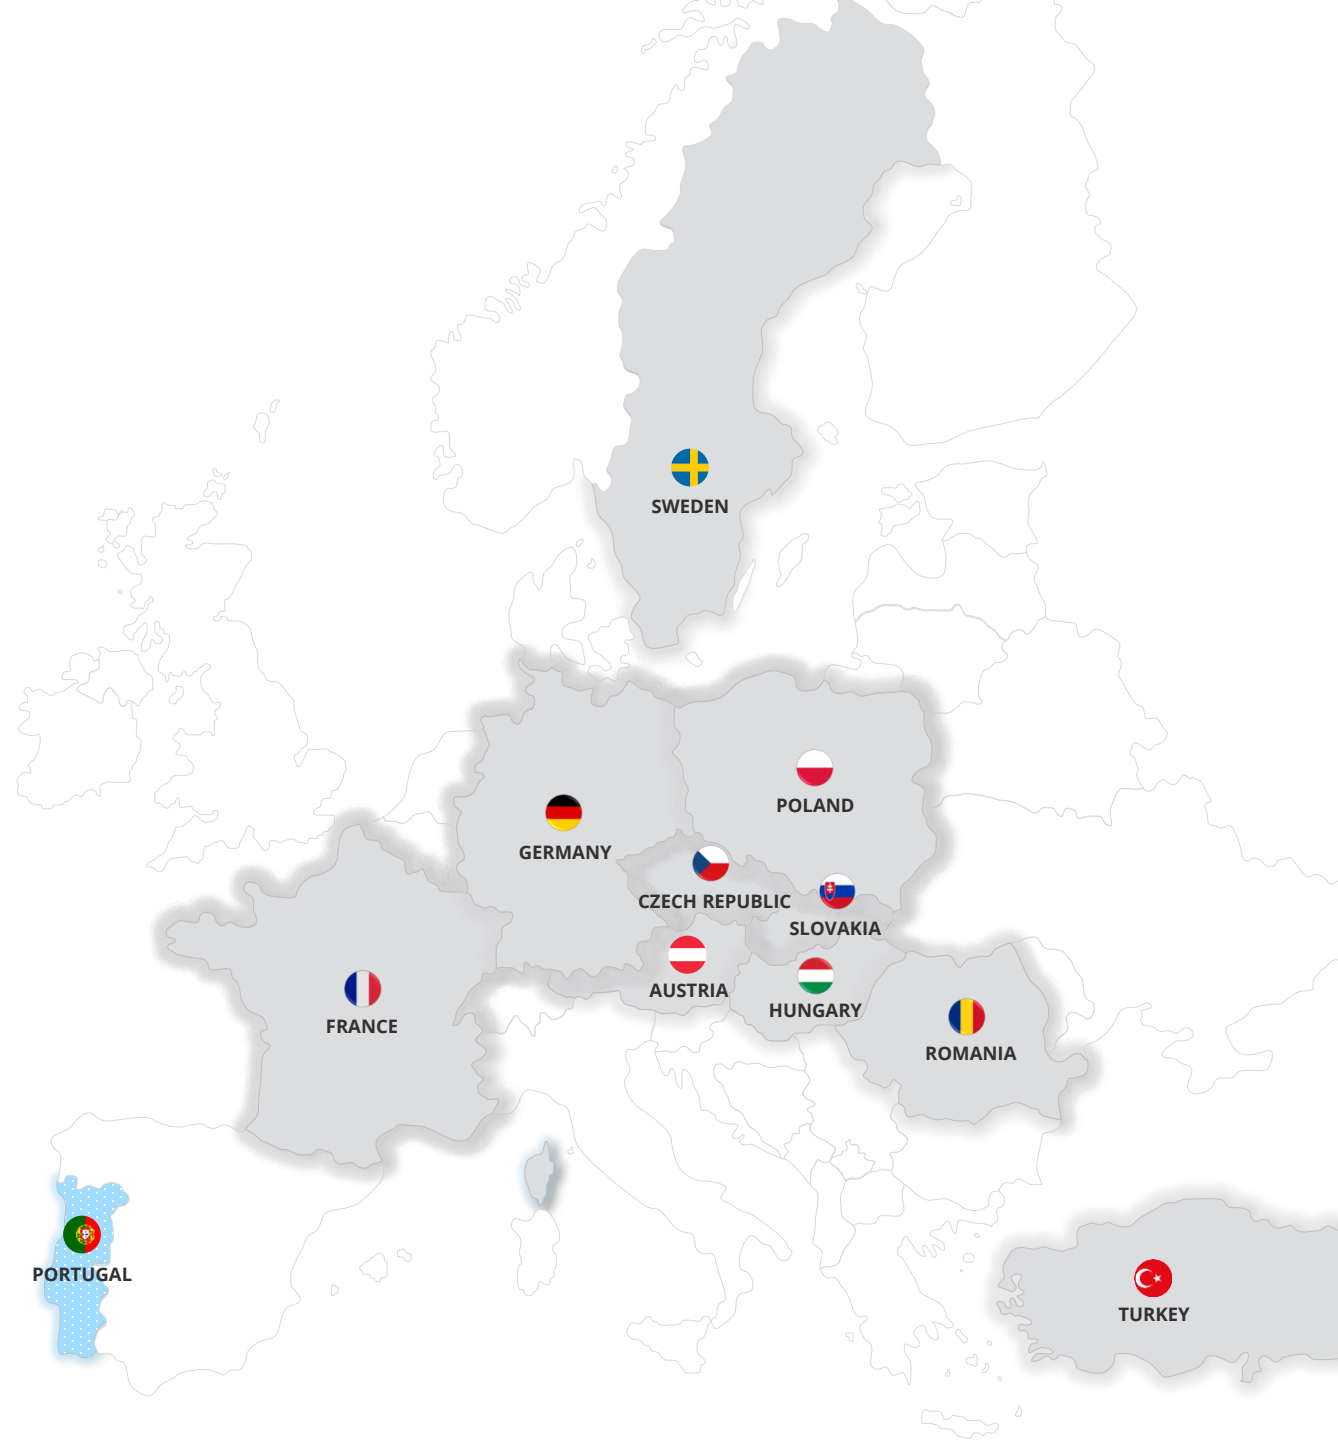 SWEDEN
POLAND
GERMANY
CZECH REPUBLIC
SLOVAKIA
AUSTRIA
HUNGARY
FRANCE
ROMANIA
PORTUGAL
TURKEY